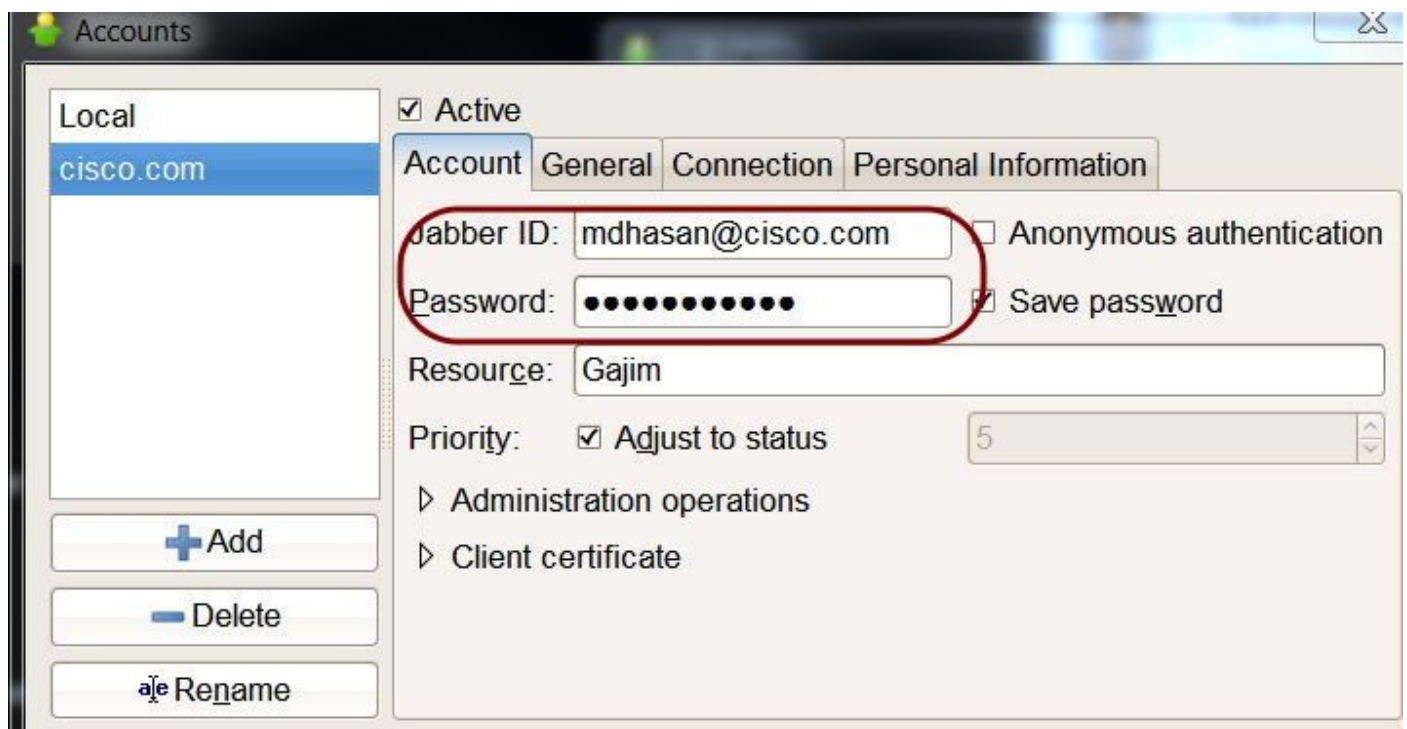 Accounts
Local
cisco.com
Active
Account General Connection Personal Information
Jabber ID: mdhasan@cisco.com Anonymous authentication
Password: ●●●●●●●●●●● Save password
Resource: Gajim
Priority: Adjust to status 5
Administration operations
Client certificate
Add
Delete
Rename